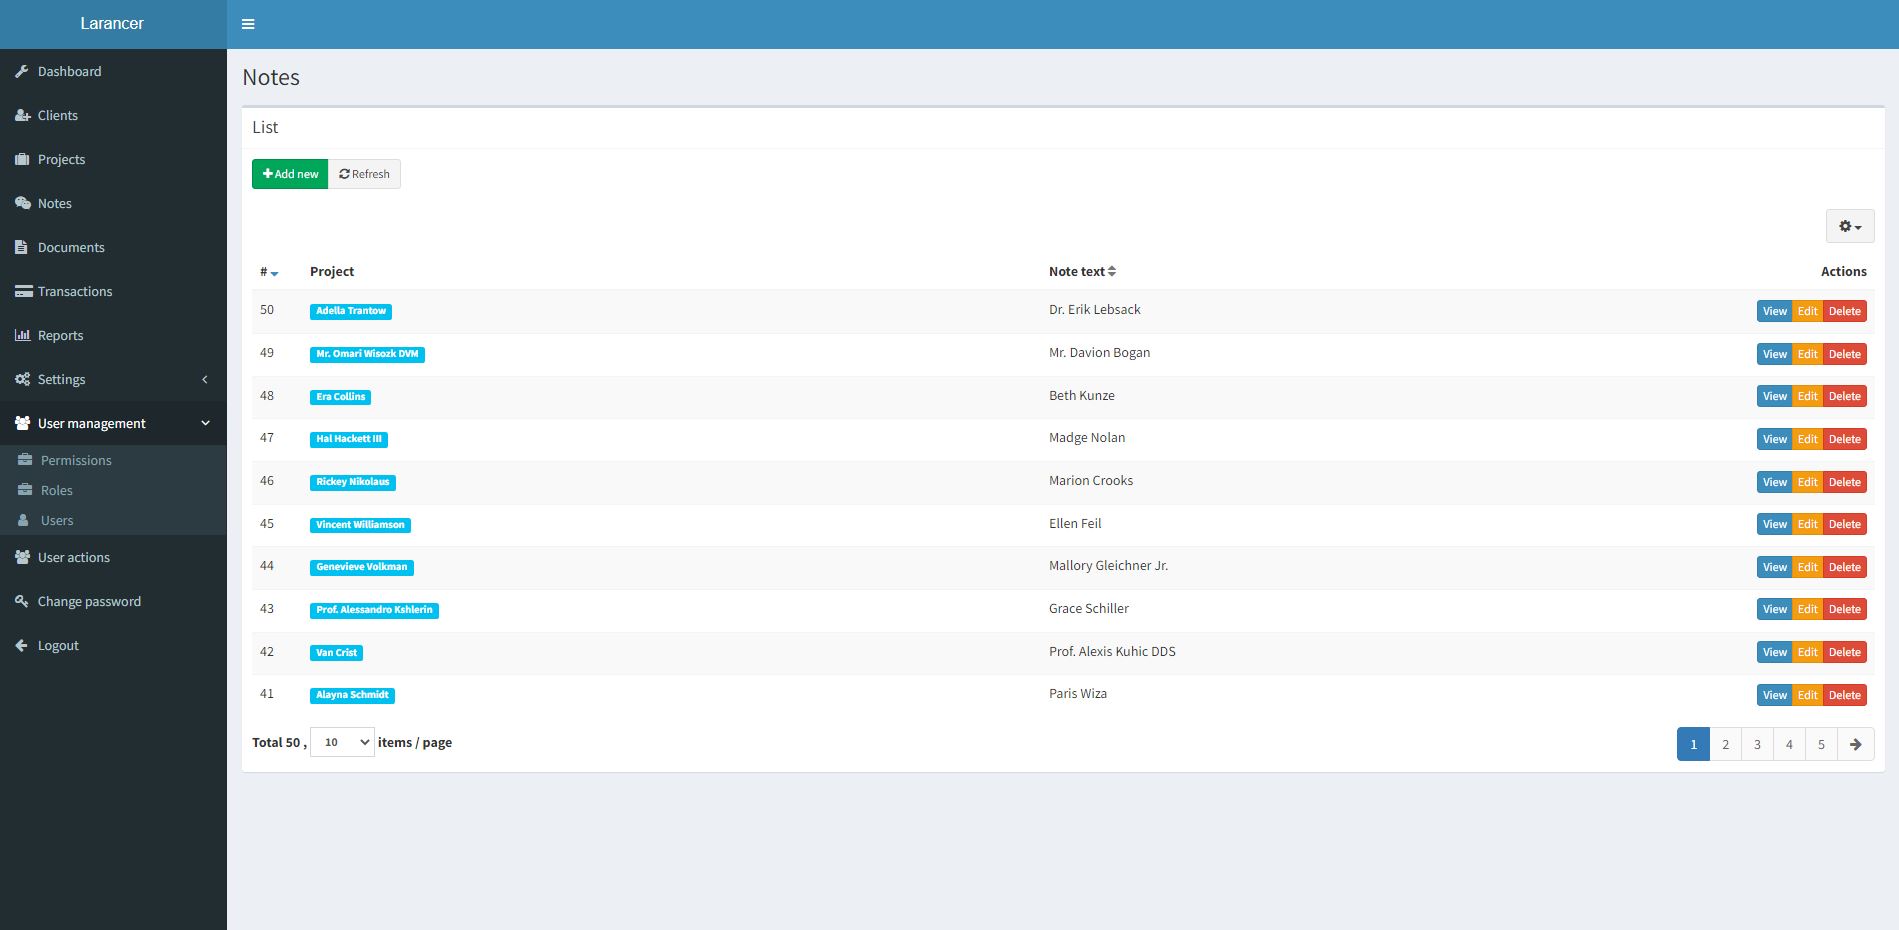 Larancer
Dashboard
Clients
Projects
Notes
Documents
Transactions
Reports
Settings
User management
Permissions
Roles
Users
User actions
Change password
Logout
Notes
List
Add new Refresh
# Project Note text Actions
50 Adella Trantow Dr. Erik Lebsack View Edit Delete
49 Mr. Omari Wisozk DVM Mr. Davion Bogan View Edit Delete
48 Era Collins Beth Kunze View Edit Delete
47 Hal Hackett III Madge Nolan View Edit Delete
46 Rickey Nikolaus Marion Crooks View Edit Delete
45 Vincent Williamson Ellen Feil View Edit Delete
44 Genevieve Volkman Mallory Gleichner Jr. View Edit Delete
43 Prof. Alessandro Kshlerin Grace Schiller View Edit Delete
42 Van Crist Prof. Alexis Kuhic DDS View Edit Delete
41 Alayna Schmidt Paris Wiza View Edit Delete
Total 50 , 10 items / page 1 2 3 4 5